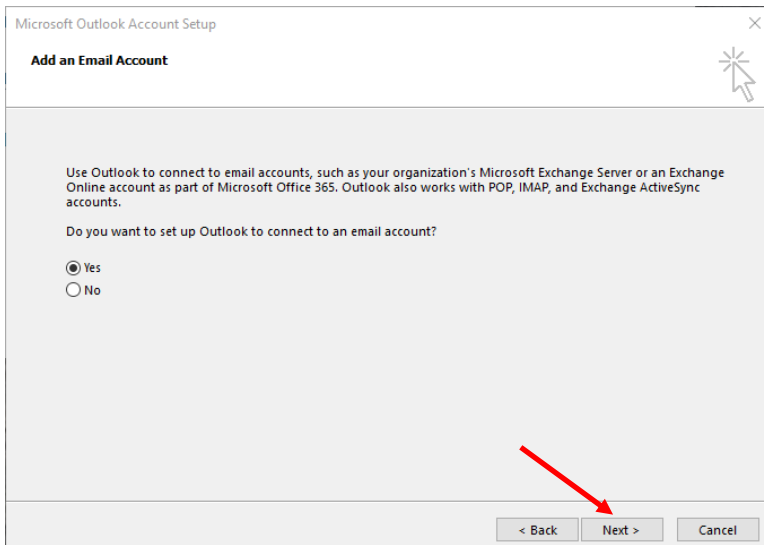 Microsoft Outlook Account Setup
Add an Email Account
Use Outlook to connect to email accounts, such as your organization's Microsoft Exchange Server or an Exchange
Online account as part of Microsoft Office 365. Outlook also works with POP, IMAP, and Exchange ActiveSync
accounts.
Do you want to set up Outlook to connect to an email account?
Yes
No
< Back Next > Cancel